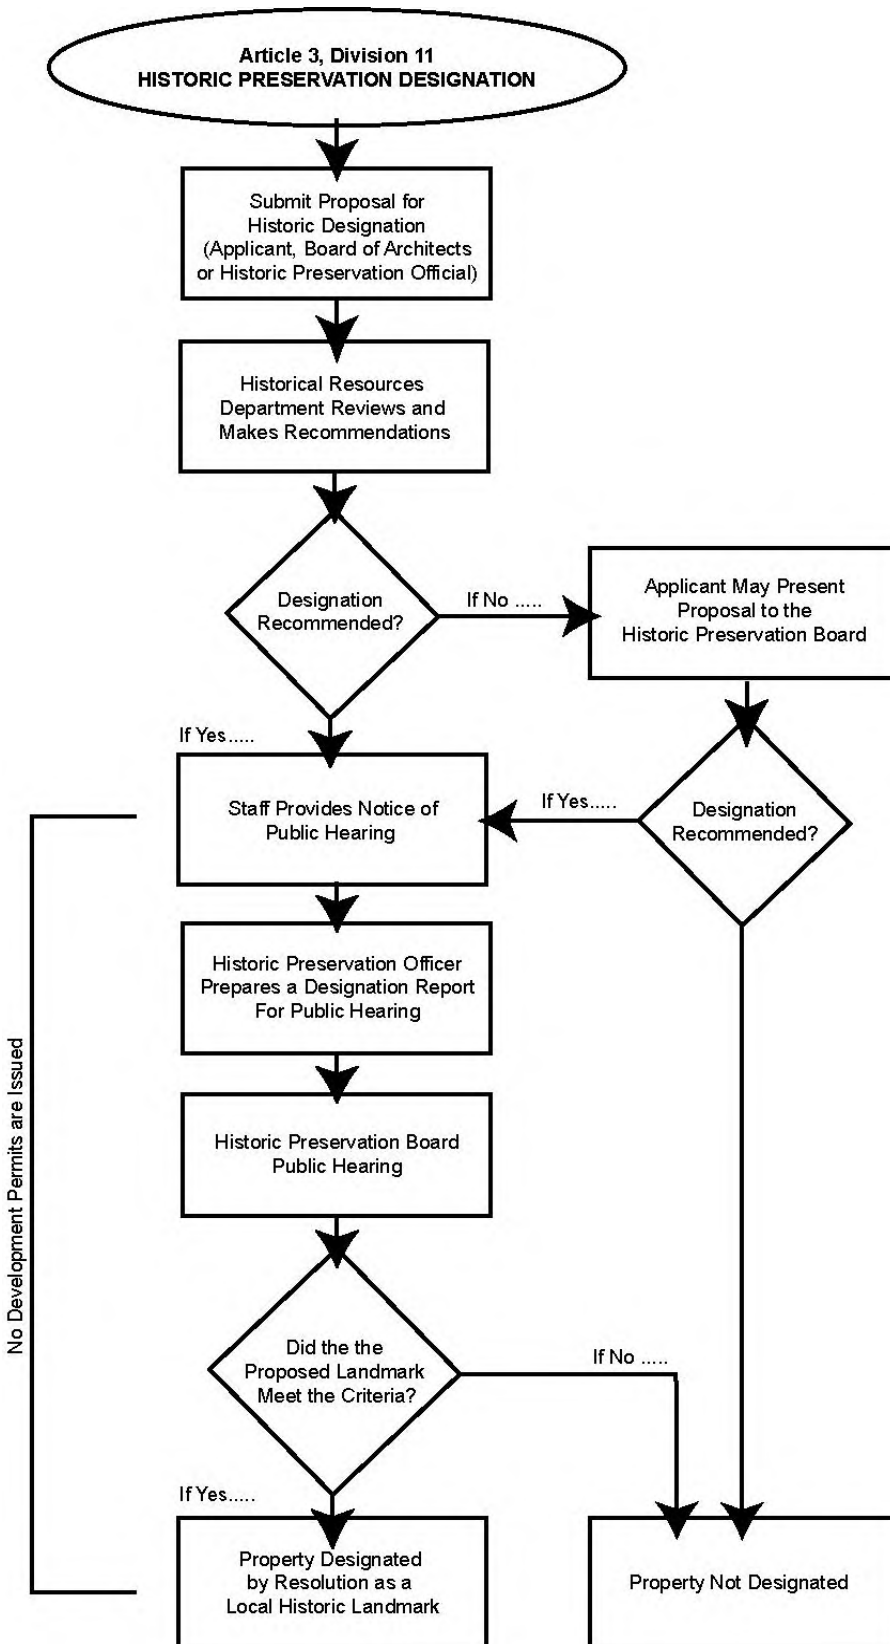 Article 3, Division 11
HISTORIC PRESERVATION DESIGNATION
Submit Proposal for
Historic Designation
(Applicant, Board of Architects
or Historic Preservation Official)
Historical Resources
Department Reviews and
Makes Recommendations
Designation
Recommended?
If No .....
Applicant May Present
Proposal to the
Historic Preservation Board
If Yes.....
Staff Provides Notice of
Public Hearing
If Yes.....
Designation
Recommended?
Historic Preservation Officer
Prepares a Designation Report
For Public Hearing
Historic Preservation Board
Public Hearing
No Development Permits are Issued
Did the the
Proposed Landmark
Meet the Criteria?
If No .....
If Yes.....
Property Designated
by Resolution as a
Local Historic Landmark
Property Not Designated